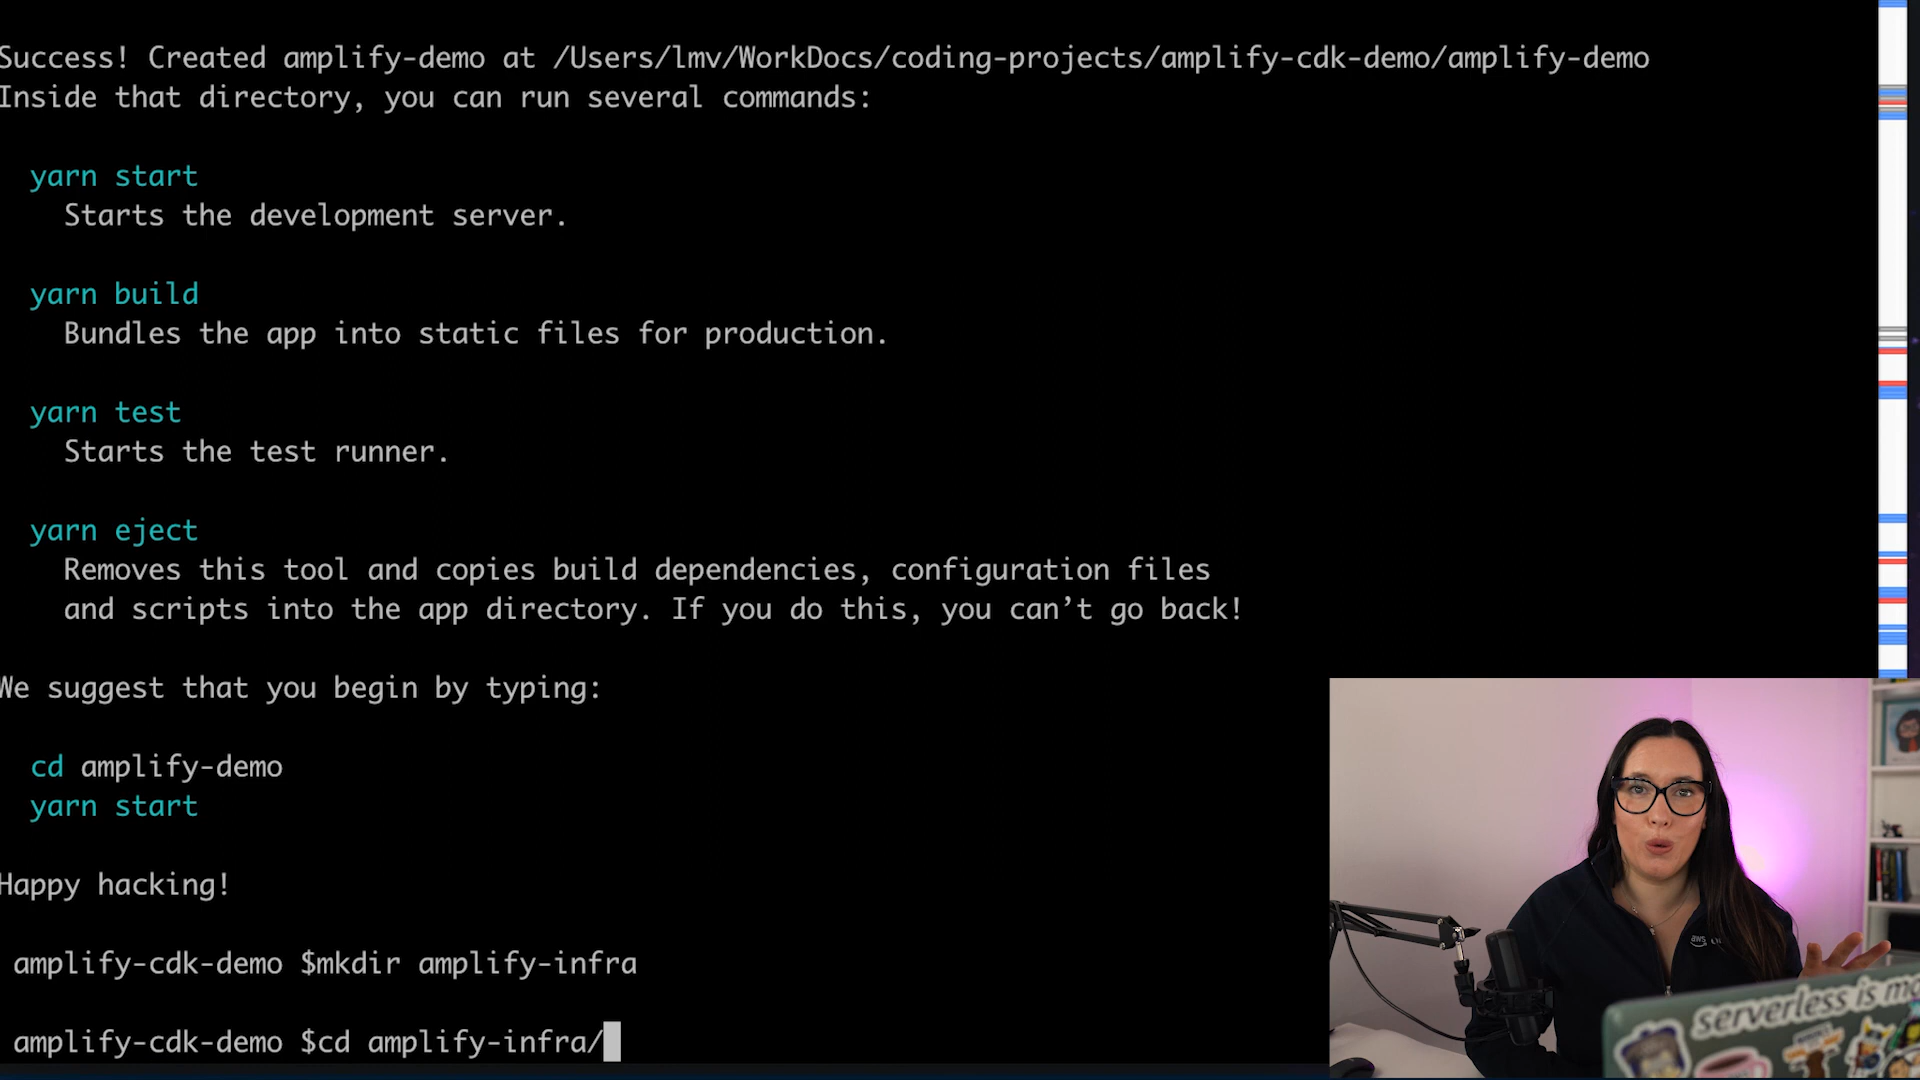 Success! Created amplify-demo at /Users/lmv/WorkDocs/coding-projects/amplify-cdk-demo/amplify-demo
Inside that directory, you can run several commands:
yarn start
Starts the development server.
yarn build
Bundles the app into static files for production.
yarn test
Starts the test runner.
yarn eject
Removes this tool and copies build dependencies, configuration files
and scripts into the app directory. If you do this, you can’t go back!
We suggest that you begin by typing:
cd amplify-demo
yarn start
Happy hacking!
amplify-cdk-demo $mkdir amplify-infra
amplify-cdk-demo $cd amplify-infra/
aws
serverless is